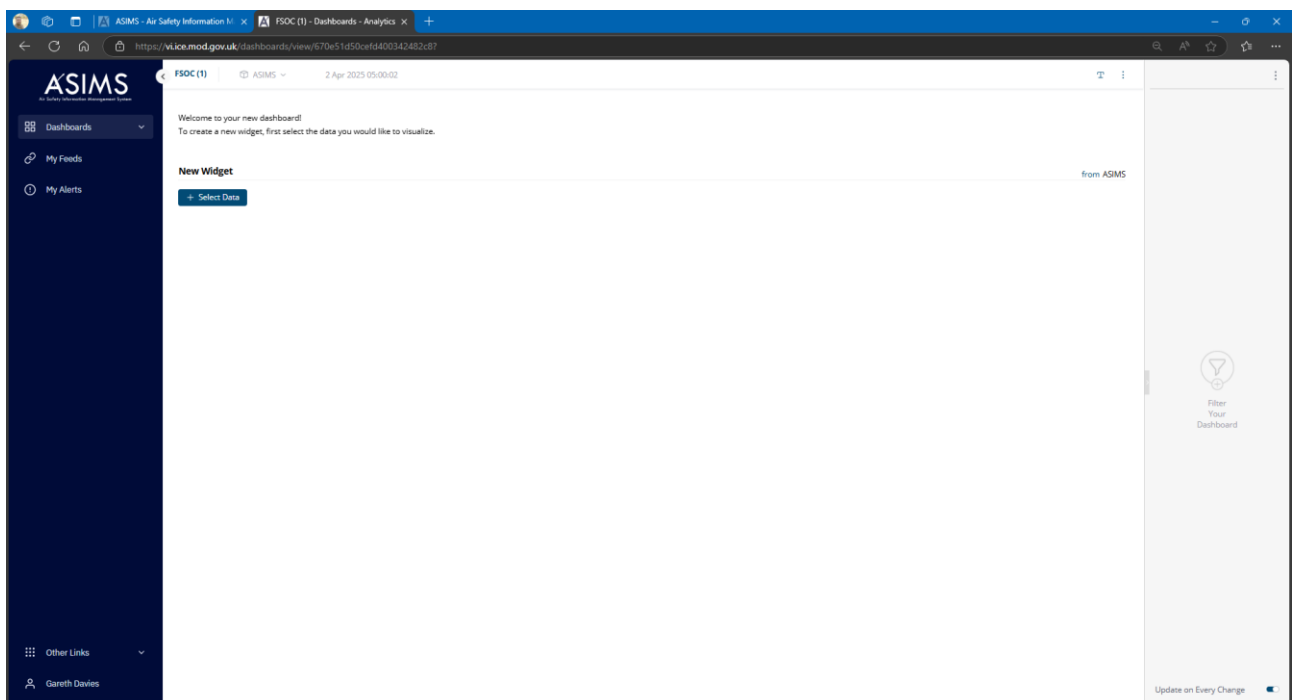 ASIMS - Air Safety Information M
FSOC (1) - Dashboards - Analytics
https://vi.ice.mod.gov.uk/dashboards/view/670e51d50cefd400342482c8?
ASIMS
Air Safety Information Management System
Dashboards
My Feeds
My Alerts
Other Links
Gareth Davies
FSOC (1)
ASIMS
2 Apr 2025 05:00:02
Welcome to your new dashboard!
To create a new widget, first select the data you would like to visualize.
New Widget
from ASIMS
+ Select Data
Filter
Your
Dashboard
Update on Every Change